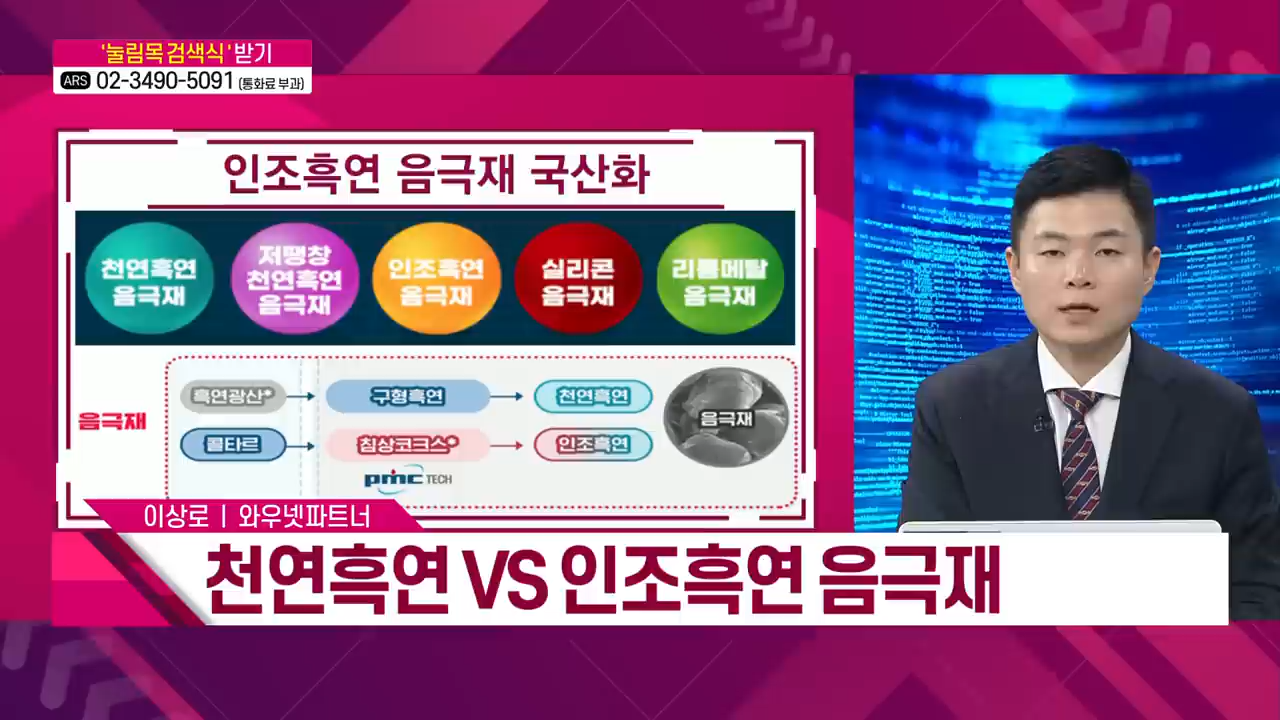 '눌림목 검색식' 받기
ARS 02-3490-5091 (통화료 부과)
인조흑연 음극재 국산화
천연흑연
음극재
저팽창
천연흑연
음극재
인조흑연
음극재
실리콘
음극재
리튬메탈
음극재
음극재
흑연광산*
구형흑연
천연흑연
콜타르
침상코크스*
인조흑연
음극재
pmc TECH
이상로 | 와우넷파트너
천연흑연 VS 인조흑연 음극재